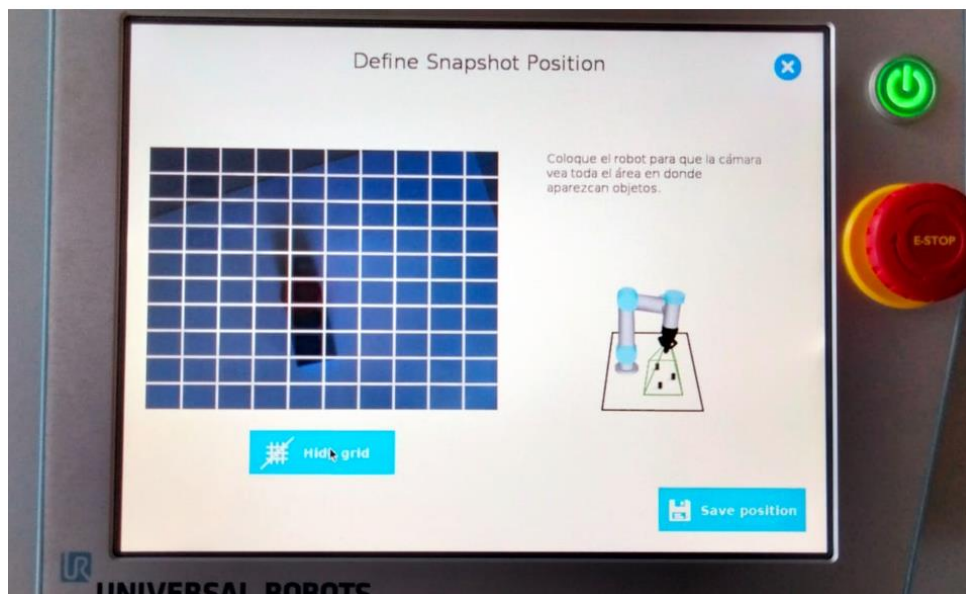 Define Snapshot Position
Coloque el robot para que la cámara
vea toda el área en donde
aparezcan objetos.
E-STOP
Hide grid
Save position
UR
UNIVERSAL ROBOTS